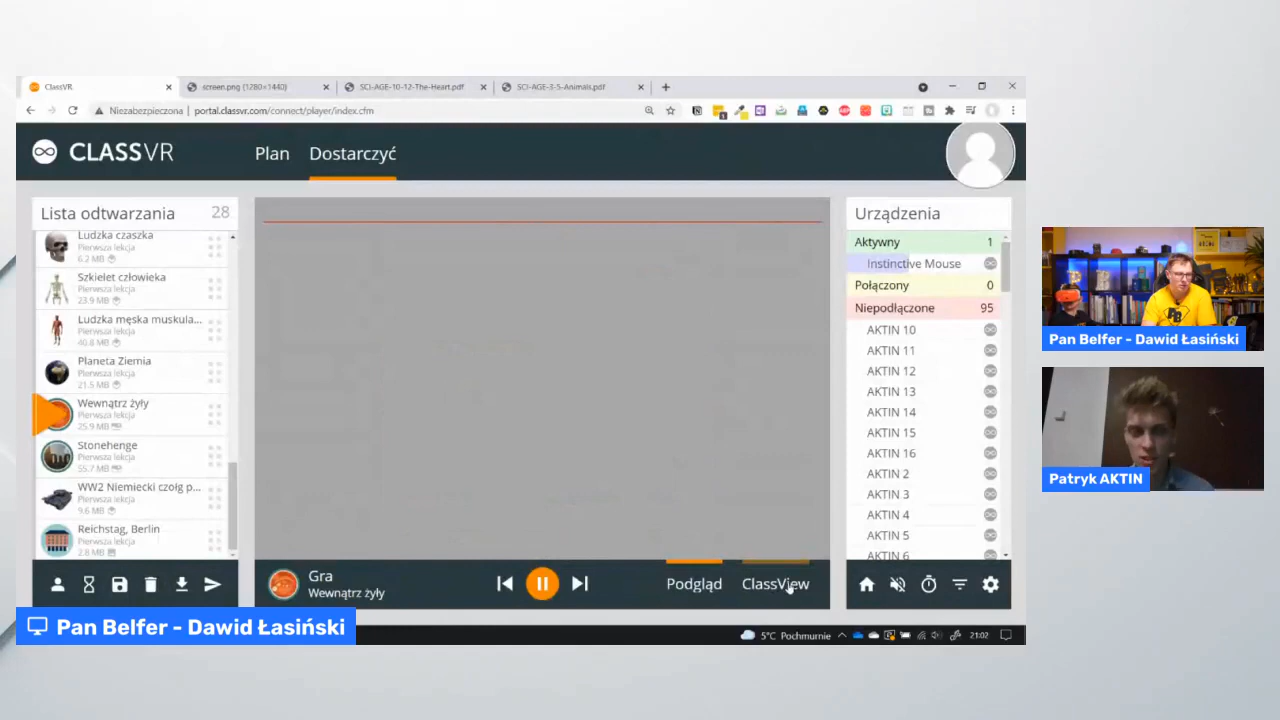 ClassVR
screen.png (1280×1440)
SCI-AGE-10-12-The-Heart.pdf
SCI-AGE-3-5-Animals.pdf
Niezabezpieczona
portal.classvr.com/connect/player/index.cfm
CLASSVR
Plan
Dostarczyć
Lista odtwarzania 28
Ludzka czaszka
Pierwsza lekcja
6.2 MB
Szkielet człowieka
Pierwsza lekcja
23.9 MB
Ludzka męska muskula...
Pierwsza lekcja
40.8 MB
Planeta Ziemia
Pierwsza lekcja
21.5 MB
Wewnątrz żyły
Pierwsza lekcja
25.9 MB
Stonehenge
Pierwsza lekcja
55.7 MB
WW2 Niemiecki czołg p...
Pierwsza lekcja
9.6 MB
Reichstag, Berlin
Pierwsza lekcja
2.8 MB
Gra
Wewnątrz żyły
Podgląd
ClassView
Urządzenia
Aktywny 1
Instinctive Mouse
Połączony 0
Niepodłączone 95
AKTIN 10
AKTIN 11
AKTIN 12
AKTIN 13
AKTIN 14
AKTIN 15
AKTIN 16
AKTIN 2
AKTIN 3
AKTIN 4
AKTIN 5
AKTIN 6
Pan Belfer - Dawid Łasiński
5°C Pochmurnie
21:02
Pan Belfer - Dawid Łasiński
Patryk AKTIN